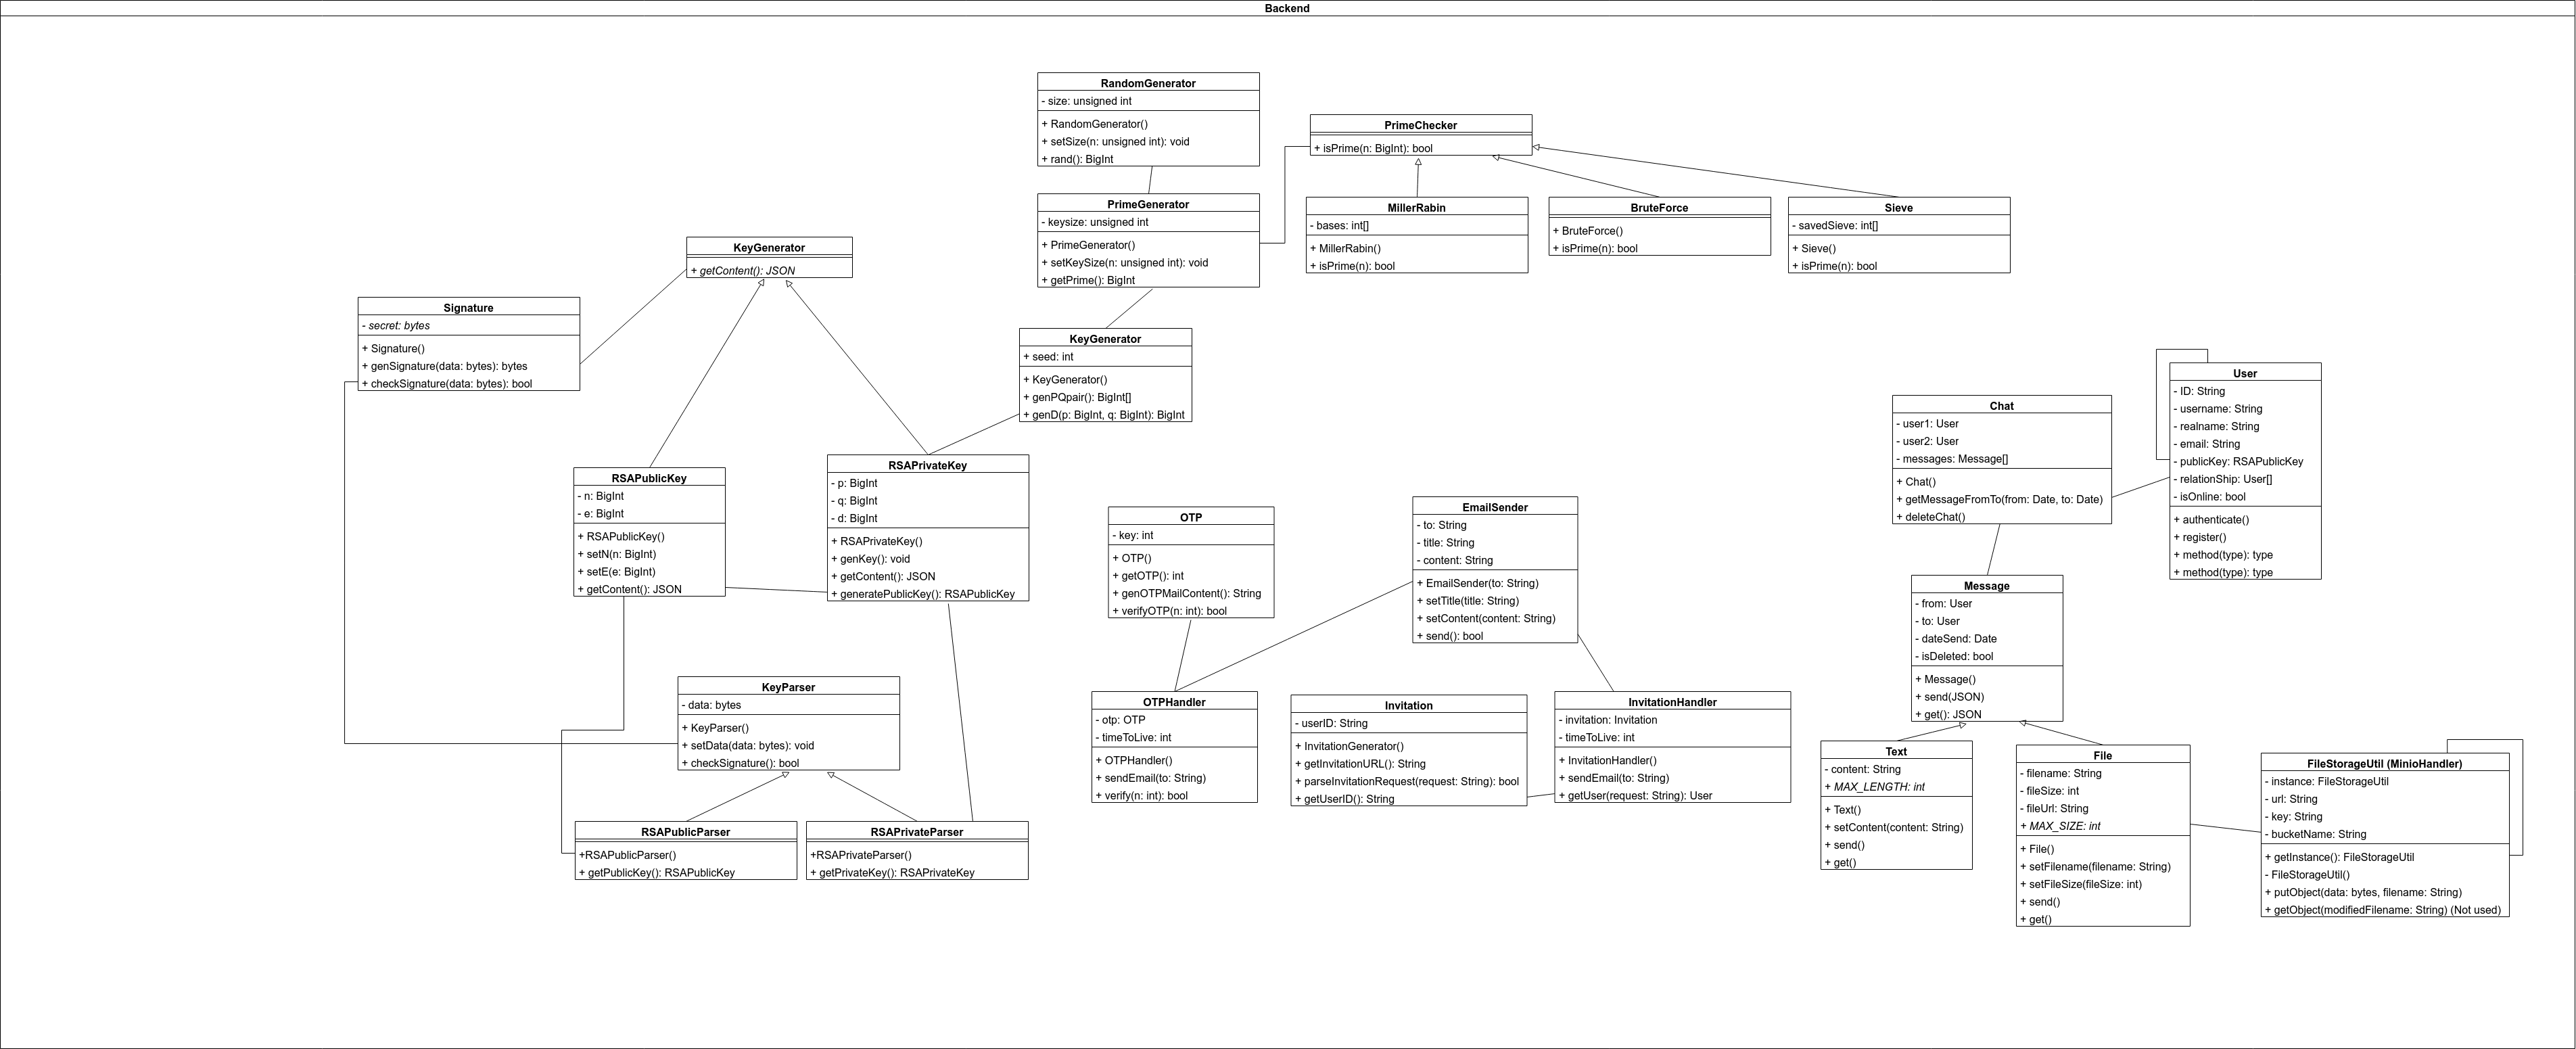 Backend
RandomGenerator
- size: unsigned int
+ RandomGenerator()
+ setSize(n: unsigned int): void
+ rand(): BigInt
PrimeChecker
+ isPrime(n: BigInt): bool
PrimeGenerator
- keysize: unsigned int
+ PrimeGenerator()
+ setKeySize(n: unsigned int): void
+ getPrime(): BigInt
MillerRabin
- bases: int[]
+ MillerRabin()
+ isPrime(n): bool
BruteForce
+ BruteForce()
+ isPrime(n): bool
Sieve
- savedSieve: int[]
+ Sieve()
+ isPrime(n): bool
KeyGenerator
+ getContent(): JSON
Signature
- secret: bytes
+ Signature()
+ genSignature(data: bytes): bytes
+ checkSignature(data: bytes): bool
KeyGenerator
+ seed: int
+ KeyGenerator()
+ genPQpair(): BigInt[]
+ genD(p: BigInt, q: BigInt): BigInt
User
- ID: String
- username: String
- realname: String
- email: String
- publicKey: RSAPublicKey
- relationShip: User[]
- isOnline: bool
+ authenticate()
+ register()
+ method(type): type
+ method(type): type
Chat
- user1: User
- user2: User
- messages: Message[]
+ Chat()
+ getMessageFromTo(from: Date, to: Date)
+ deleteChat()
RSAPublicKey
- n: BigInt
- e: BigInt
+ RSAPublicKey()
+ setN(n: BigInt)
+ setE(e: BigInt)
+ getContent(): JSON
RSAPrivateKey
- p: BigInt
- q: BigInt
- d: BigInt
+ RSAPrivateKey()
+ genKey(): void
+ getContent(): JSON
+ generatePublicKey(): RSAPublicKey
OTP
- key: int
+ OTP()
+ getOTP(): int
+ genOTPMailContent(): String
+ verifyOTP(n: int): bool
EmailSender
- to: String
- title: String
- content: String
+ EmailSender(to: String)
+ setTitle(title: String)
+ setContent(content: String)
+ send(): bool
Message
- from: User
- to: User
- dateSend: Date
- isDeleted: bool
+ Message()
+ send(JSON)
+ get(): JSON
KeyParser
- data: bytes
+ KeyParser()
+ setData(data: bytes): void
+ checkSignature(): bool
OTPHandler
- otp: OTP
- timeToLive: int
+ OTPHandler()
+ sendEmail(to: String)
+ verify(n: int): bool
Invitation
- userID: String
+ InvitationGenerator()
+ getInvitationURL(): String
+ parseInvitationRequest(request: String): bool
+ getUserID(): String
InvitationHandler
- invitation: Invitation
- timeToLive: int
+ InvitationHandler()
+ sendEmail(to: String)
+ getUser(request: String): User
Text
- content: String
+ MAX_LENGTH: int
+ Text()
+ setContent(content: String)
+ send()
+ get()
File
- filename: String
- fileSize: int
- fileUrl: String
+ MAX_SIZE: int
+ File()
+ setFilename(filename: String)
+ setFileSize(fileSize: int)
+ send()
+ get()
FileStorageUtil (MinioHandler)
- instance: FileStorageUtil
- url: String
- key: String
- bucketName: String
+ getInstance(): FileStorageUtil
- FileStorageUtil()
+ putObject(data: bytes, filename: String)
+ getObject(modifiedFilename: String) (Not used)
RSAPublicParser
+RSAPublicParser()
+ getPublicKey(): RSAPublicKey
RSAPrivateParser
+RSAPrivateParser()
+ getPrivateKey(): RSAPrivateKey